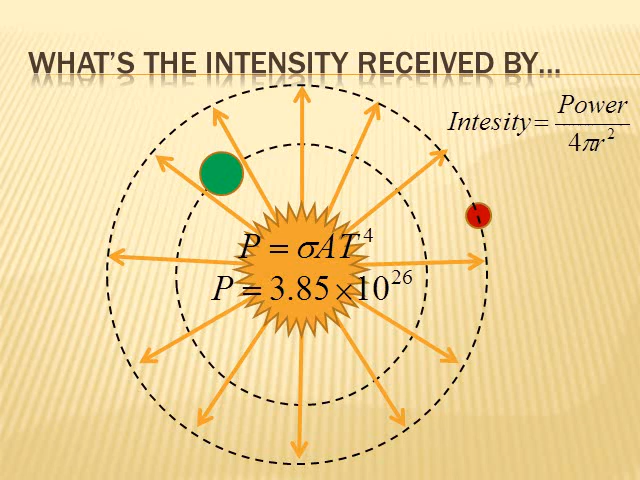 WHAT'S THE INTENSITY RECEIVED BY…
Intesity = Power / 4πr²
P = σAT⁴
P = 3.85 × 10²⁶